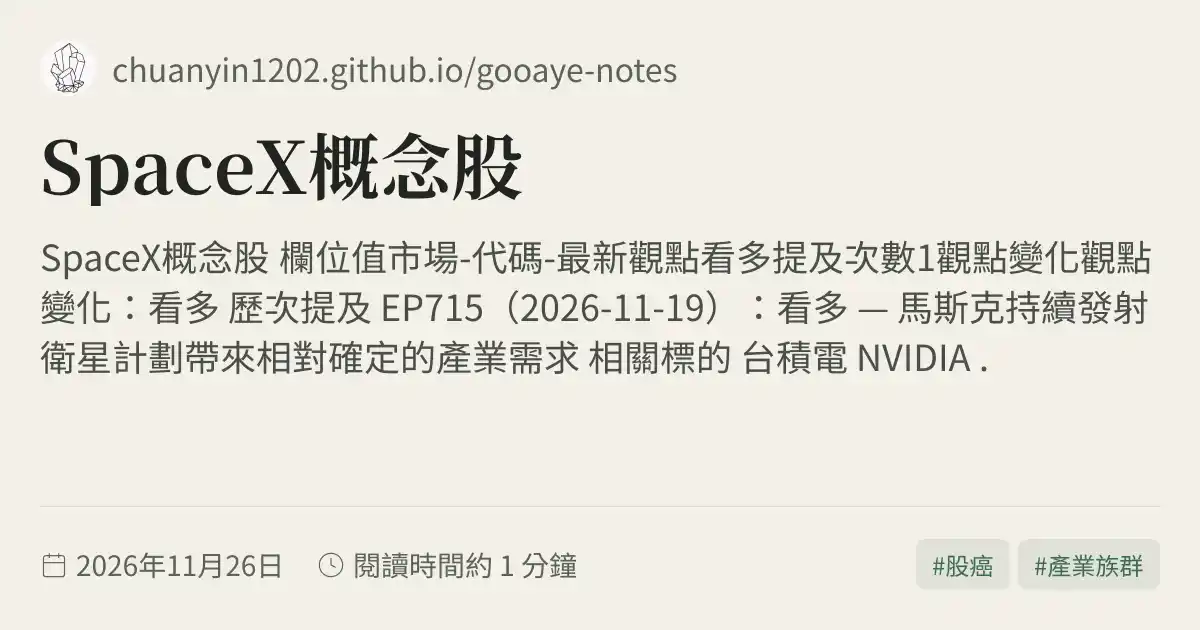 chuanyin1202.github.io/gooaye-notes
SpaceX概念股
SpaceX概念股 欄位值市場-代碼-最新觀點看多提及次數1觀點變化觀點
變化：看多 歷次提及 EP715（2026-11-19）：看多 — 馬斯克持續發射
衛星計劃帶來相對確定的產業需求 相關標的 台積電 NVIDIA .
2026年11月26日 閱讀時間約 1 分鐘 #股癌 #產業族群